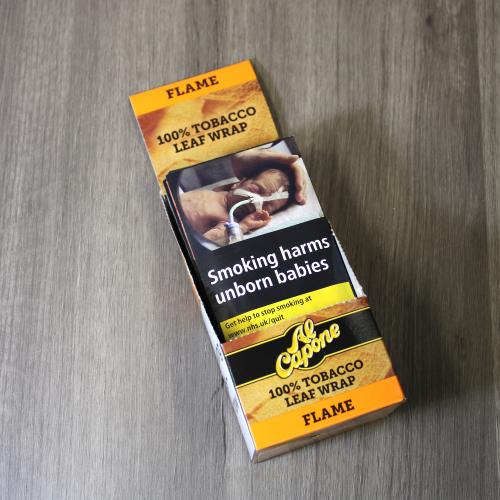 FLAME
100% TOBACCO
LEAF WRAP
Smoking harms
unborn babies
Get help to stop smoking at
www.nhs.uk/quit
Al
Capone
100% TOBACCO
LEAF WRAP
FLAME